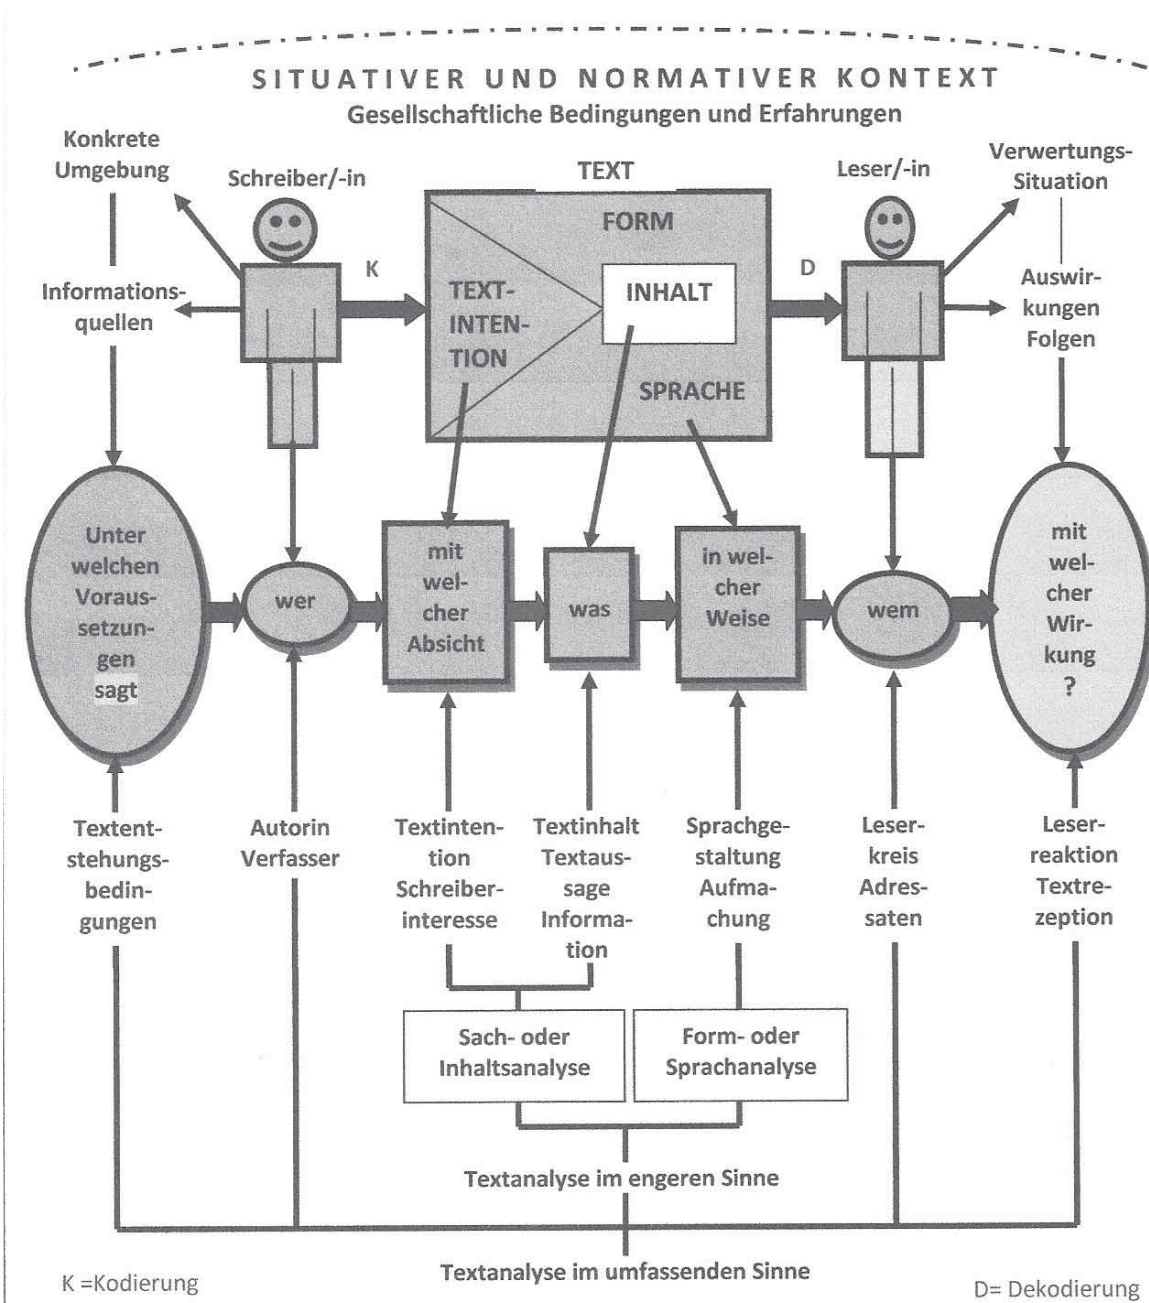 SITUATIVER UND NORMATIVER KONTEXT
Gesellschaftliche Bedingungen und Erfahrungen
Konkrete
Umgebung
Schreiber/-in
TEXT
Leser/-in
Verwertungs-
Situation
FORM
K
D
Informations-
quellen
TEXT-
INTEN-
TION
INHALT
SPRACHE
Auswir-
kungen
Folgen
Unter
welchen
Voraus-
setzun-
gen
sagt
wer
mit
wel-
cher
Absicht
was
in wel-
cher
Weise
wem
mit
wel-
cher
Wir-
kung
?
Textent-
stehungs-
bedin-
gungen
Autorin
Verfasser
Textinten-
tion
Schreiber-
interesse
Textinhalt
Textaus-
sage
Informa-
tion
Sprachge-
staltung
Aufma-
chung
Leser-
kreis
Adres-
saten
Leser-
reaktion
Textre-
zeption
Sach- oder
Inhaltsanalyse
Form- oder
Sprachanalyse
Textanalyse im engeren Sinne
Textanalyse im umfassenden Sinne
K =Kodierung
D= Dekodierung